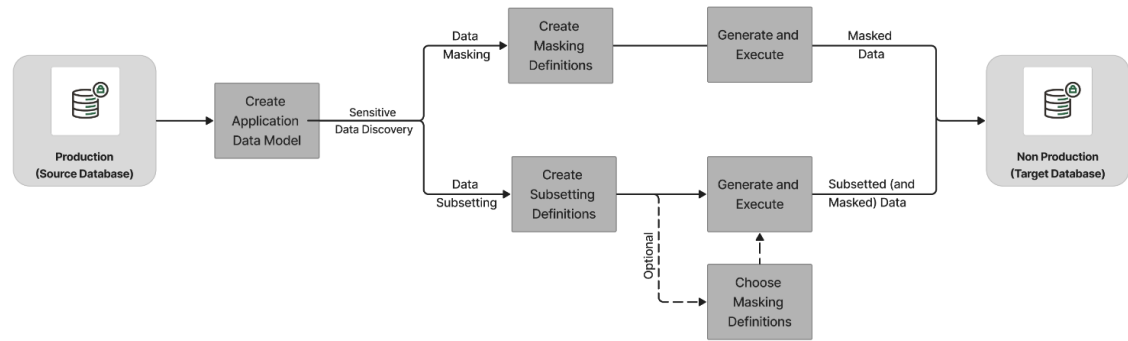 Production
(Source Database)
Create
Application
Data Model
Sensitive
Data Discovery
Data
Masking
Create
Masking
Definitions
Generate and
Execute
Masked
Data
Data
Subsetting
Create
Subsetting
Definitions
Optional
Generate and
Execute
Choose
Masking
Definitions
Subsetted (and
Masked) Data
Non Production
(Target Database)